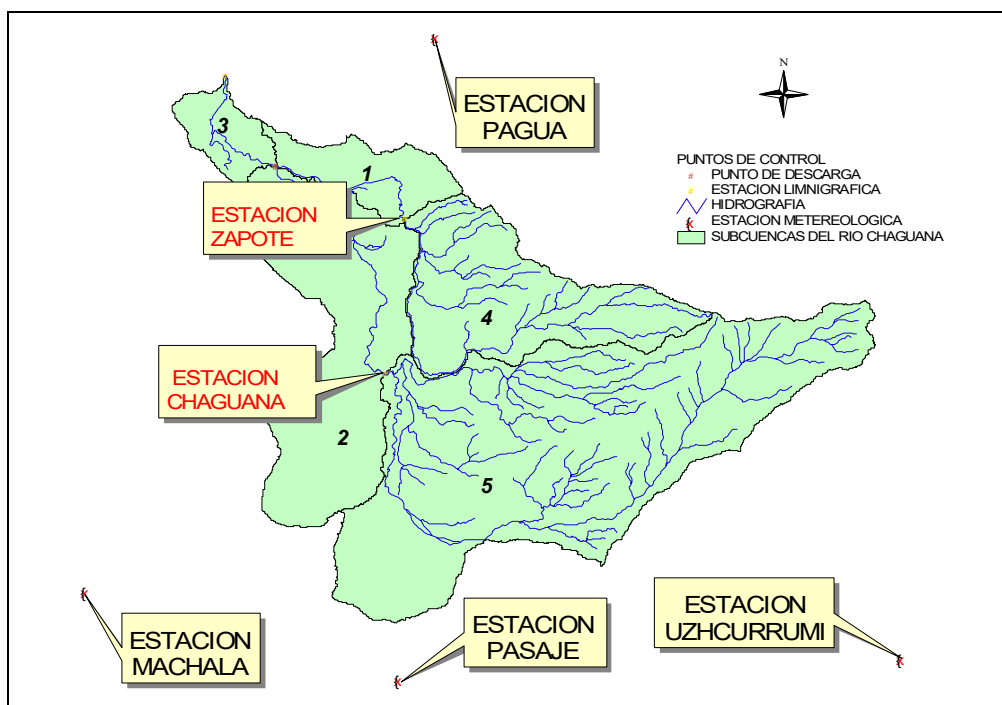 ESTACION
PAGUA
N
PUNTOS DE CONTROL
PUNTO DE DESCARGA
ESTACION LIMNIGRAFICA
HIDROGRAFIA
ESTACION METEREOLOGICA
SUBCUENCAS DEL RIO CHAGUANA
3
1
ESTACION
ZAPOTE
4
ESTACION
CHAGUANA
2
5
ESTACION
MACHALA
ESTACION
PASAJE
ESTACION
UZHCURRUMI